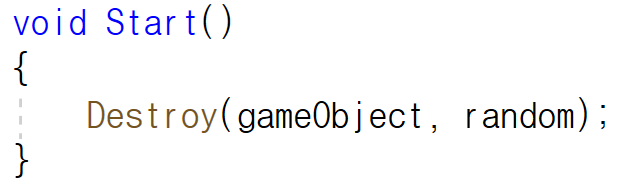 void Start()
{
    Destroy(gameObject, random);
}